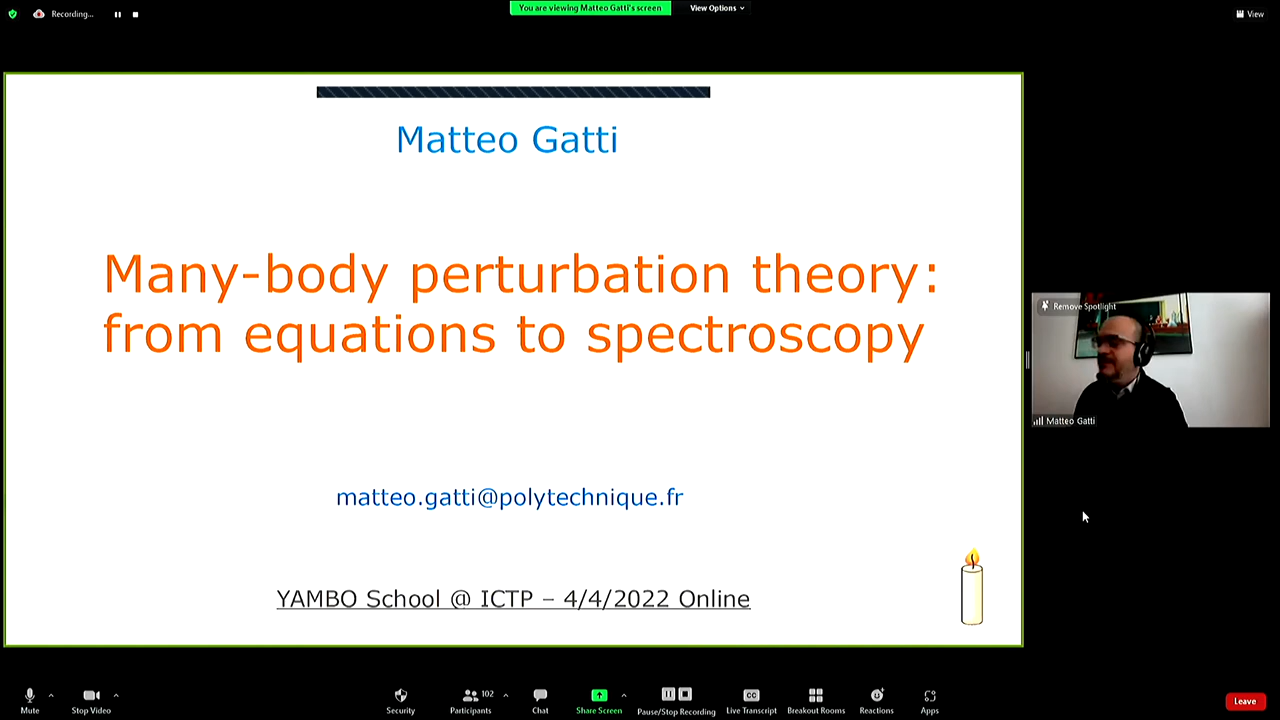 Recording...
You are viewing Matteo Gatti's screen
View Options
View
Matteo Gatti
Many-body perturbation theory:
from equations to spectroscopy
matteo.gatti@polytechnique.fr
YAMBO School @ ICTP – 4/4/2022 Online
Remove Spotlight
Matteo Gatti
Mute
Stop Video
Security
Participants
102
Chat
Share Screen
Pause/Stop Recording
CC
Live Transcript
Breakout Rooms
Reactions
Apps
Leave